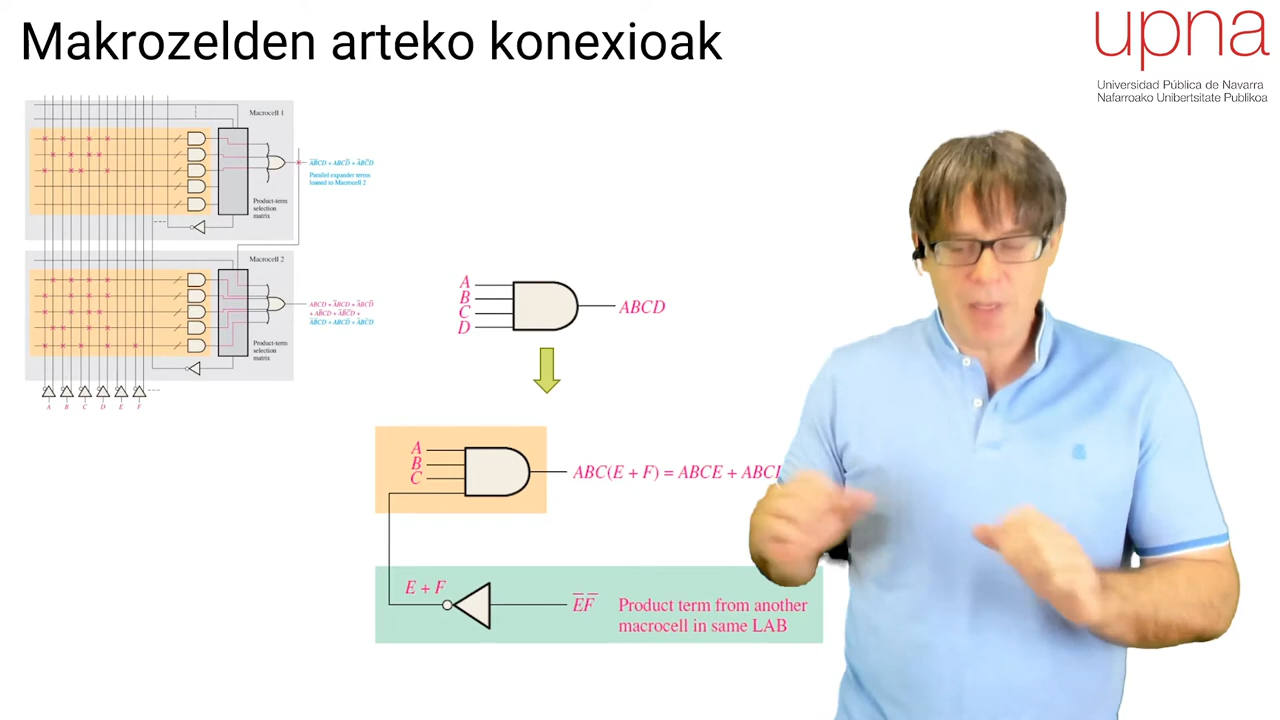 Makrozelden arteko konexioak
upna
Universidad Pública de Navarra
Nafarroako Unibertsitate Publikoa
Macrocell 1
Parallel expander terms
loaned to Macrocell 2
Product-term
selection
matrix
Macrocell 2
Product-term
selection
matrix
A B C D E F
A
B
C
D
ABCD
A
B
C
ABC(E + F) = ABCE + ABC
E + F
E̅F̅
Product term from another
macrocell in same LAB